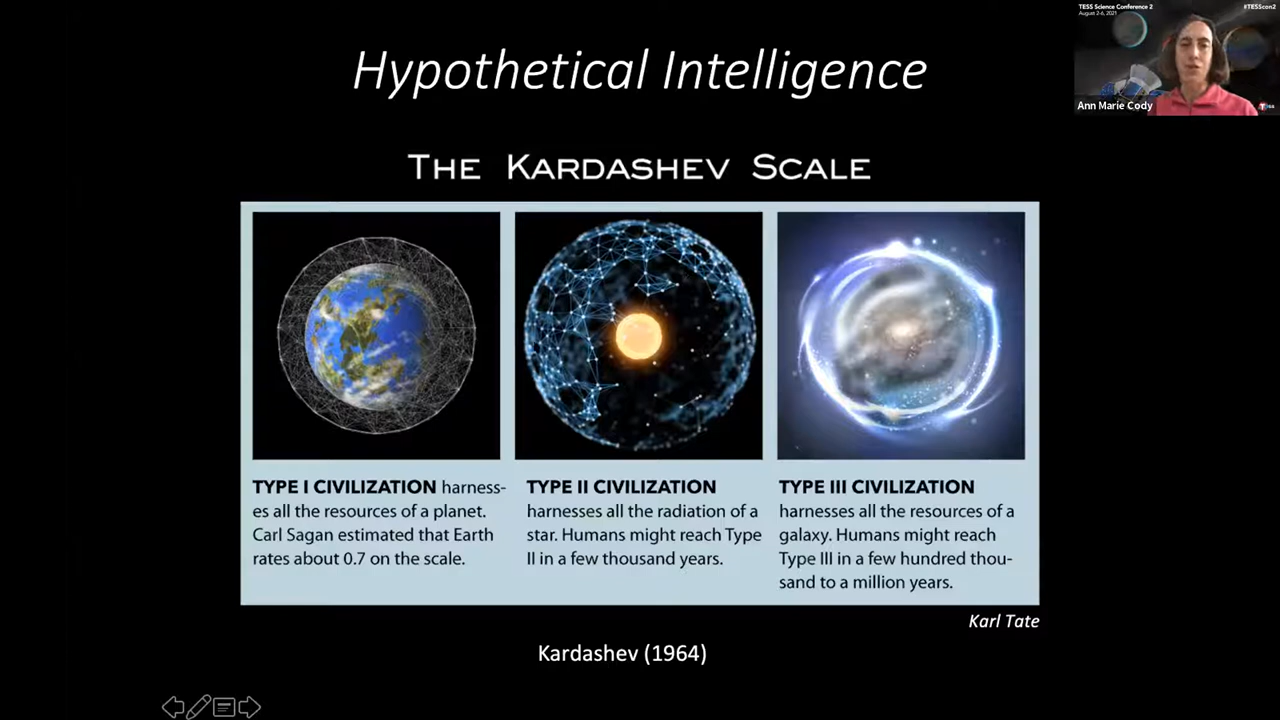 Hypothetical Intelligence
TESS Science Conference 2
August 2-6, 2021
#TESScon2
Ann Marie Cody
THE KARDASHEV SCALE
TYPE I CIVILIZATION harness-
es all the resources of a planet.
Carl Sagan estimated that Earth
rates about 0.7 on the scale.
TYPE II CIVILIZATION
harnesses all the radiation of a
star. Humans might reach Type
II in a few thousand years.
TYPE III CIVILIZATION
harnesses all the resources of a
galaxy. Humans might reach
Type III in a few hundred thou-
sand to a million years.
Karl Tate
Kardashev (1964)